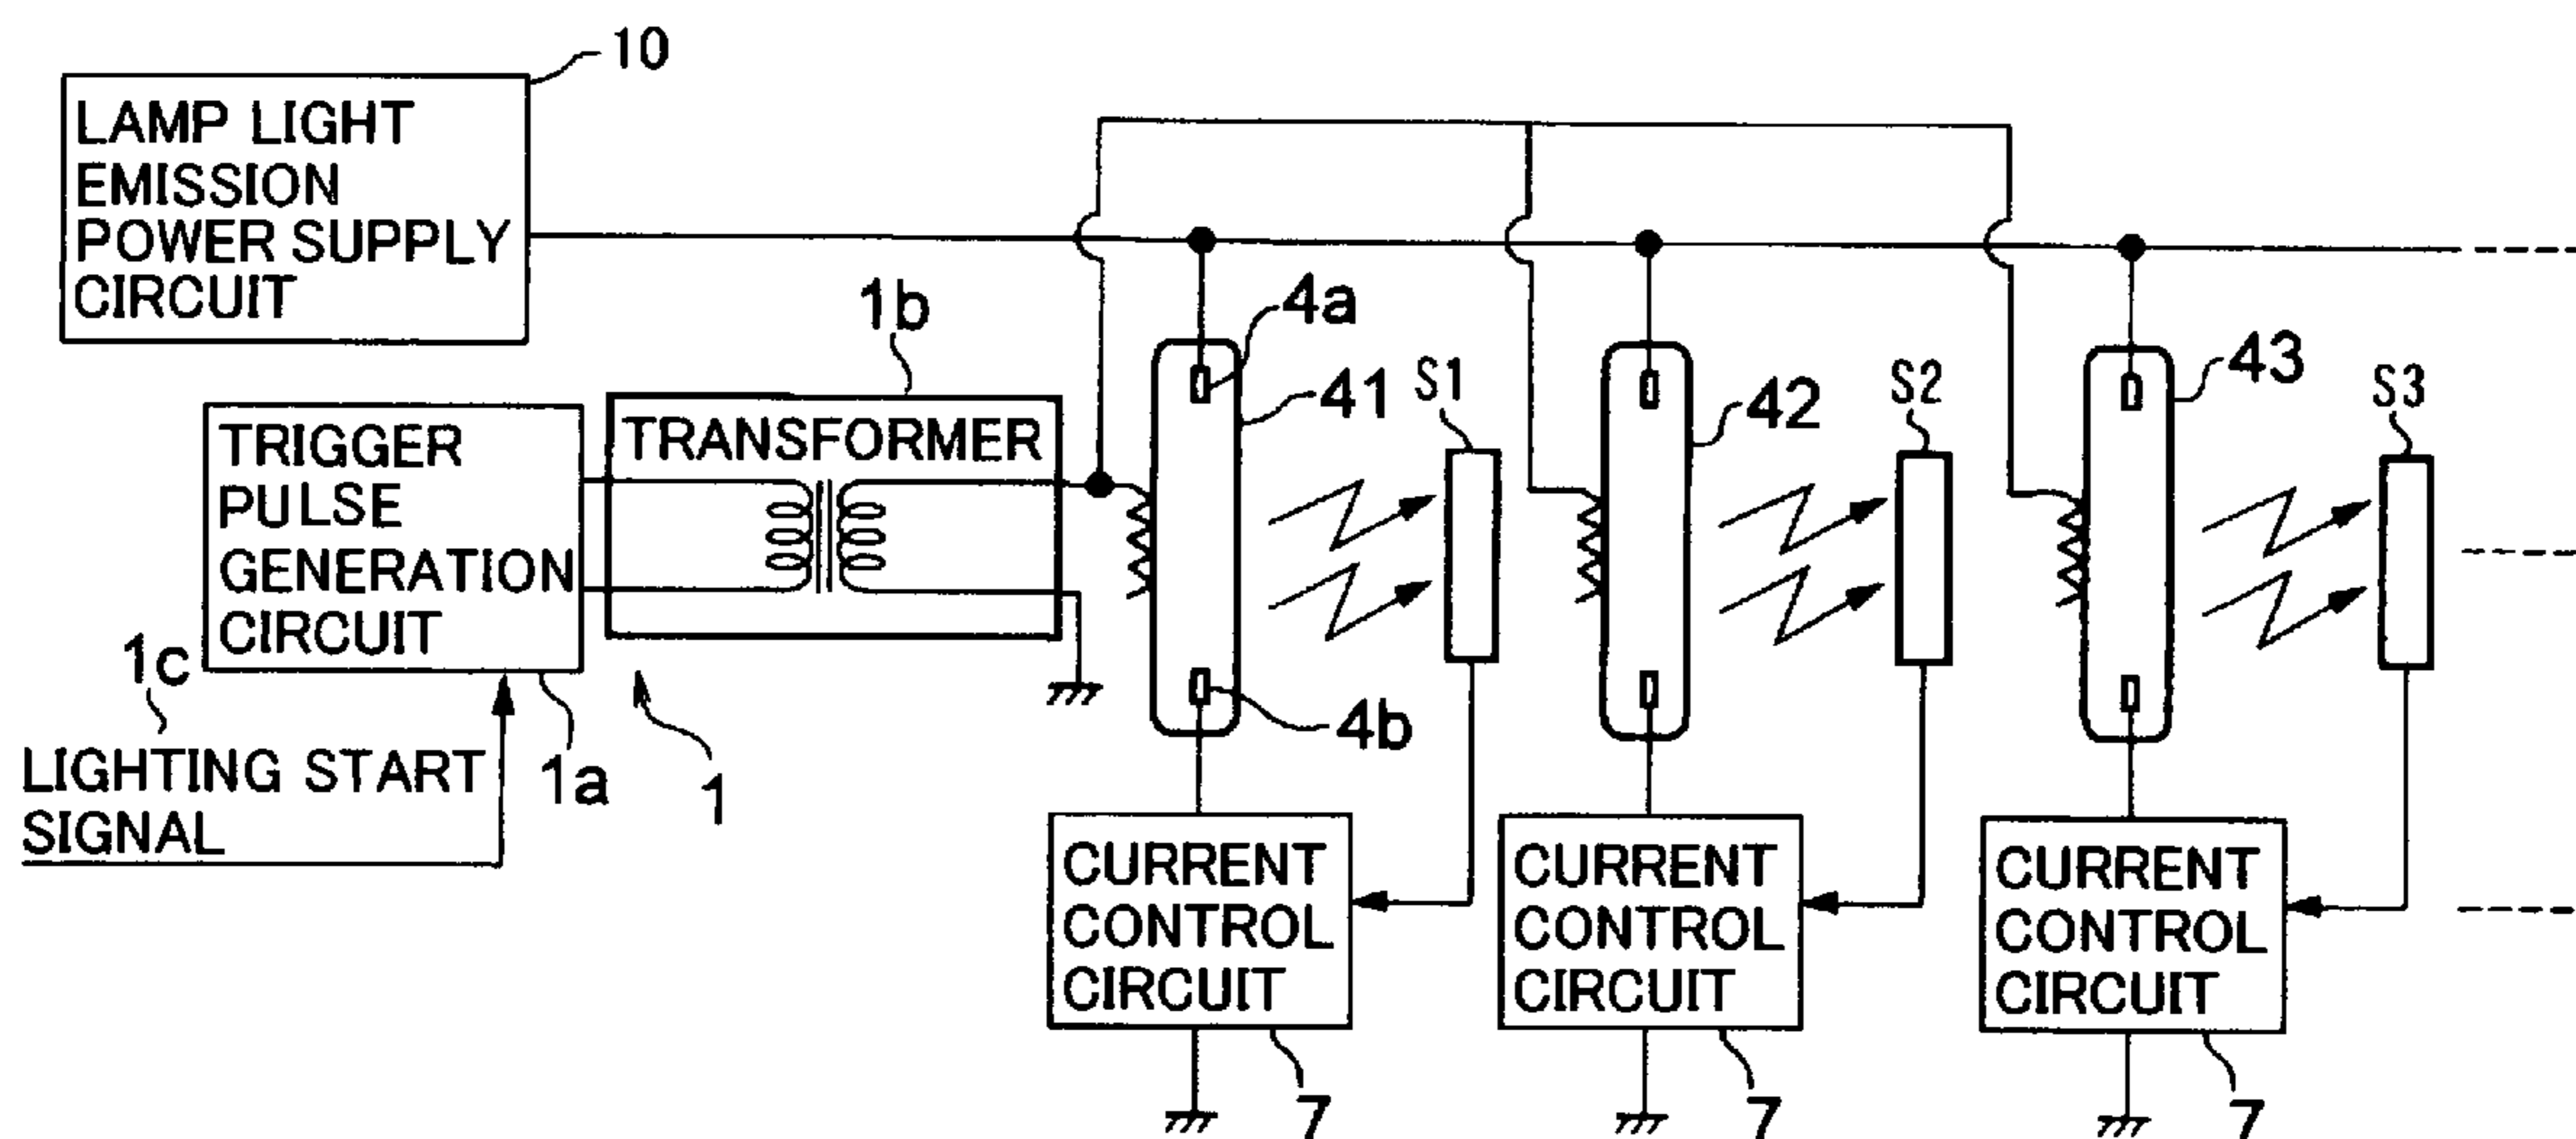 10
LAMP LIGHT
EMISSION
POWER SUPPLY
CIRCUIT
1b
4a
41
S1
42
S2
43
S3
TRIGGER
PULSE
GENERATION
CIRCUIT
TRANSFORMER
4b
1c
LIGHTING START
SIGNAL
1a
1
CURRENT
CONTROL
CIRCUIT
7
CURRENT
CONTROL
CIRCUIT
7
CURRENT
CONTROL
CIRCUIT
7